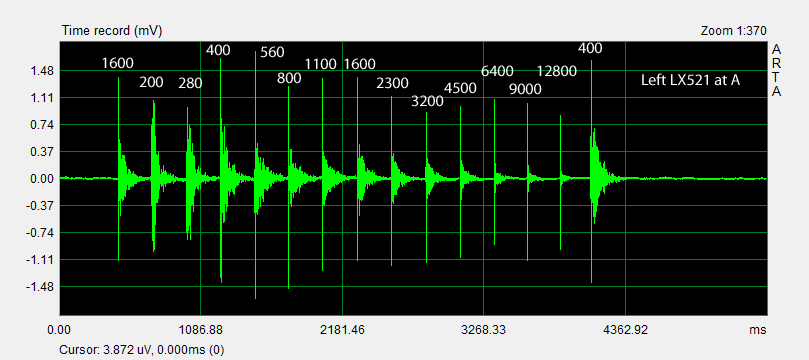 Time record (mV) Zoom 1:370
A
R
T
A
1600 200 280 400 560 800 1100 1600 2300 3200 4500 6400 9000 12800 400
Left LX521 at A
1.48
1.11
0.74
0.37
0.00
-0.37
-0.74
-1.11
-1.48
0.00 1086.88 2181.46 3268.33 4362.92 ms
Cursor: 3.872 uV, 0.000ms (0)